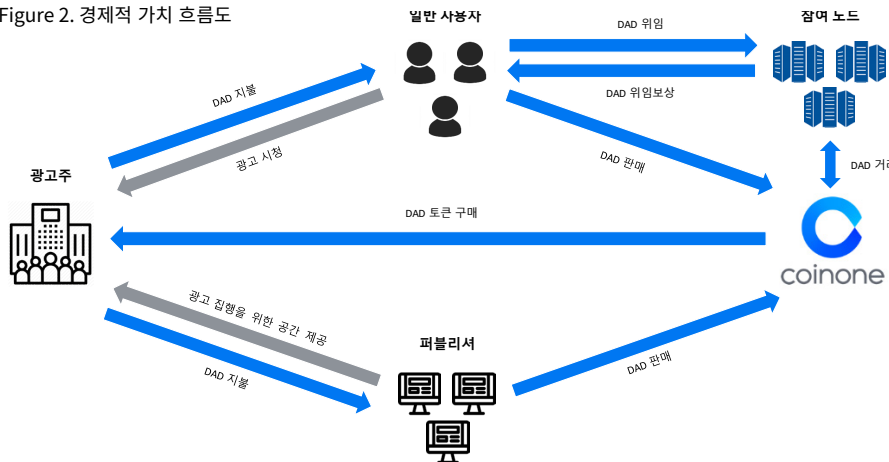 Figure 2. 경제적 가치 흐름도
일반 사용자
참여 노드
DAD 위임
DAD 위임보상
DAD 지불
광고 시청
DAD 판매
DAD 거래
광고주
DAD 토큰 구매
coinone
광고 집행을 위한 공간 제공
퍼블리셔
DAD 지불
DAD 판매